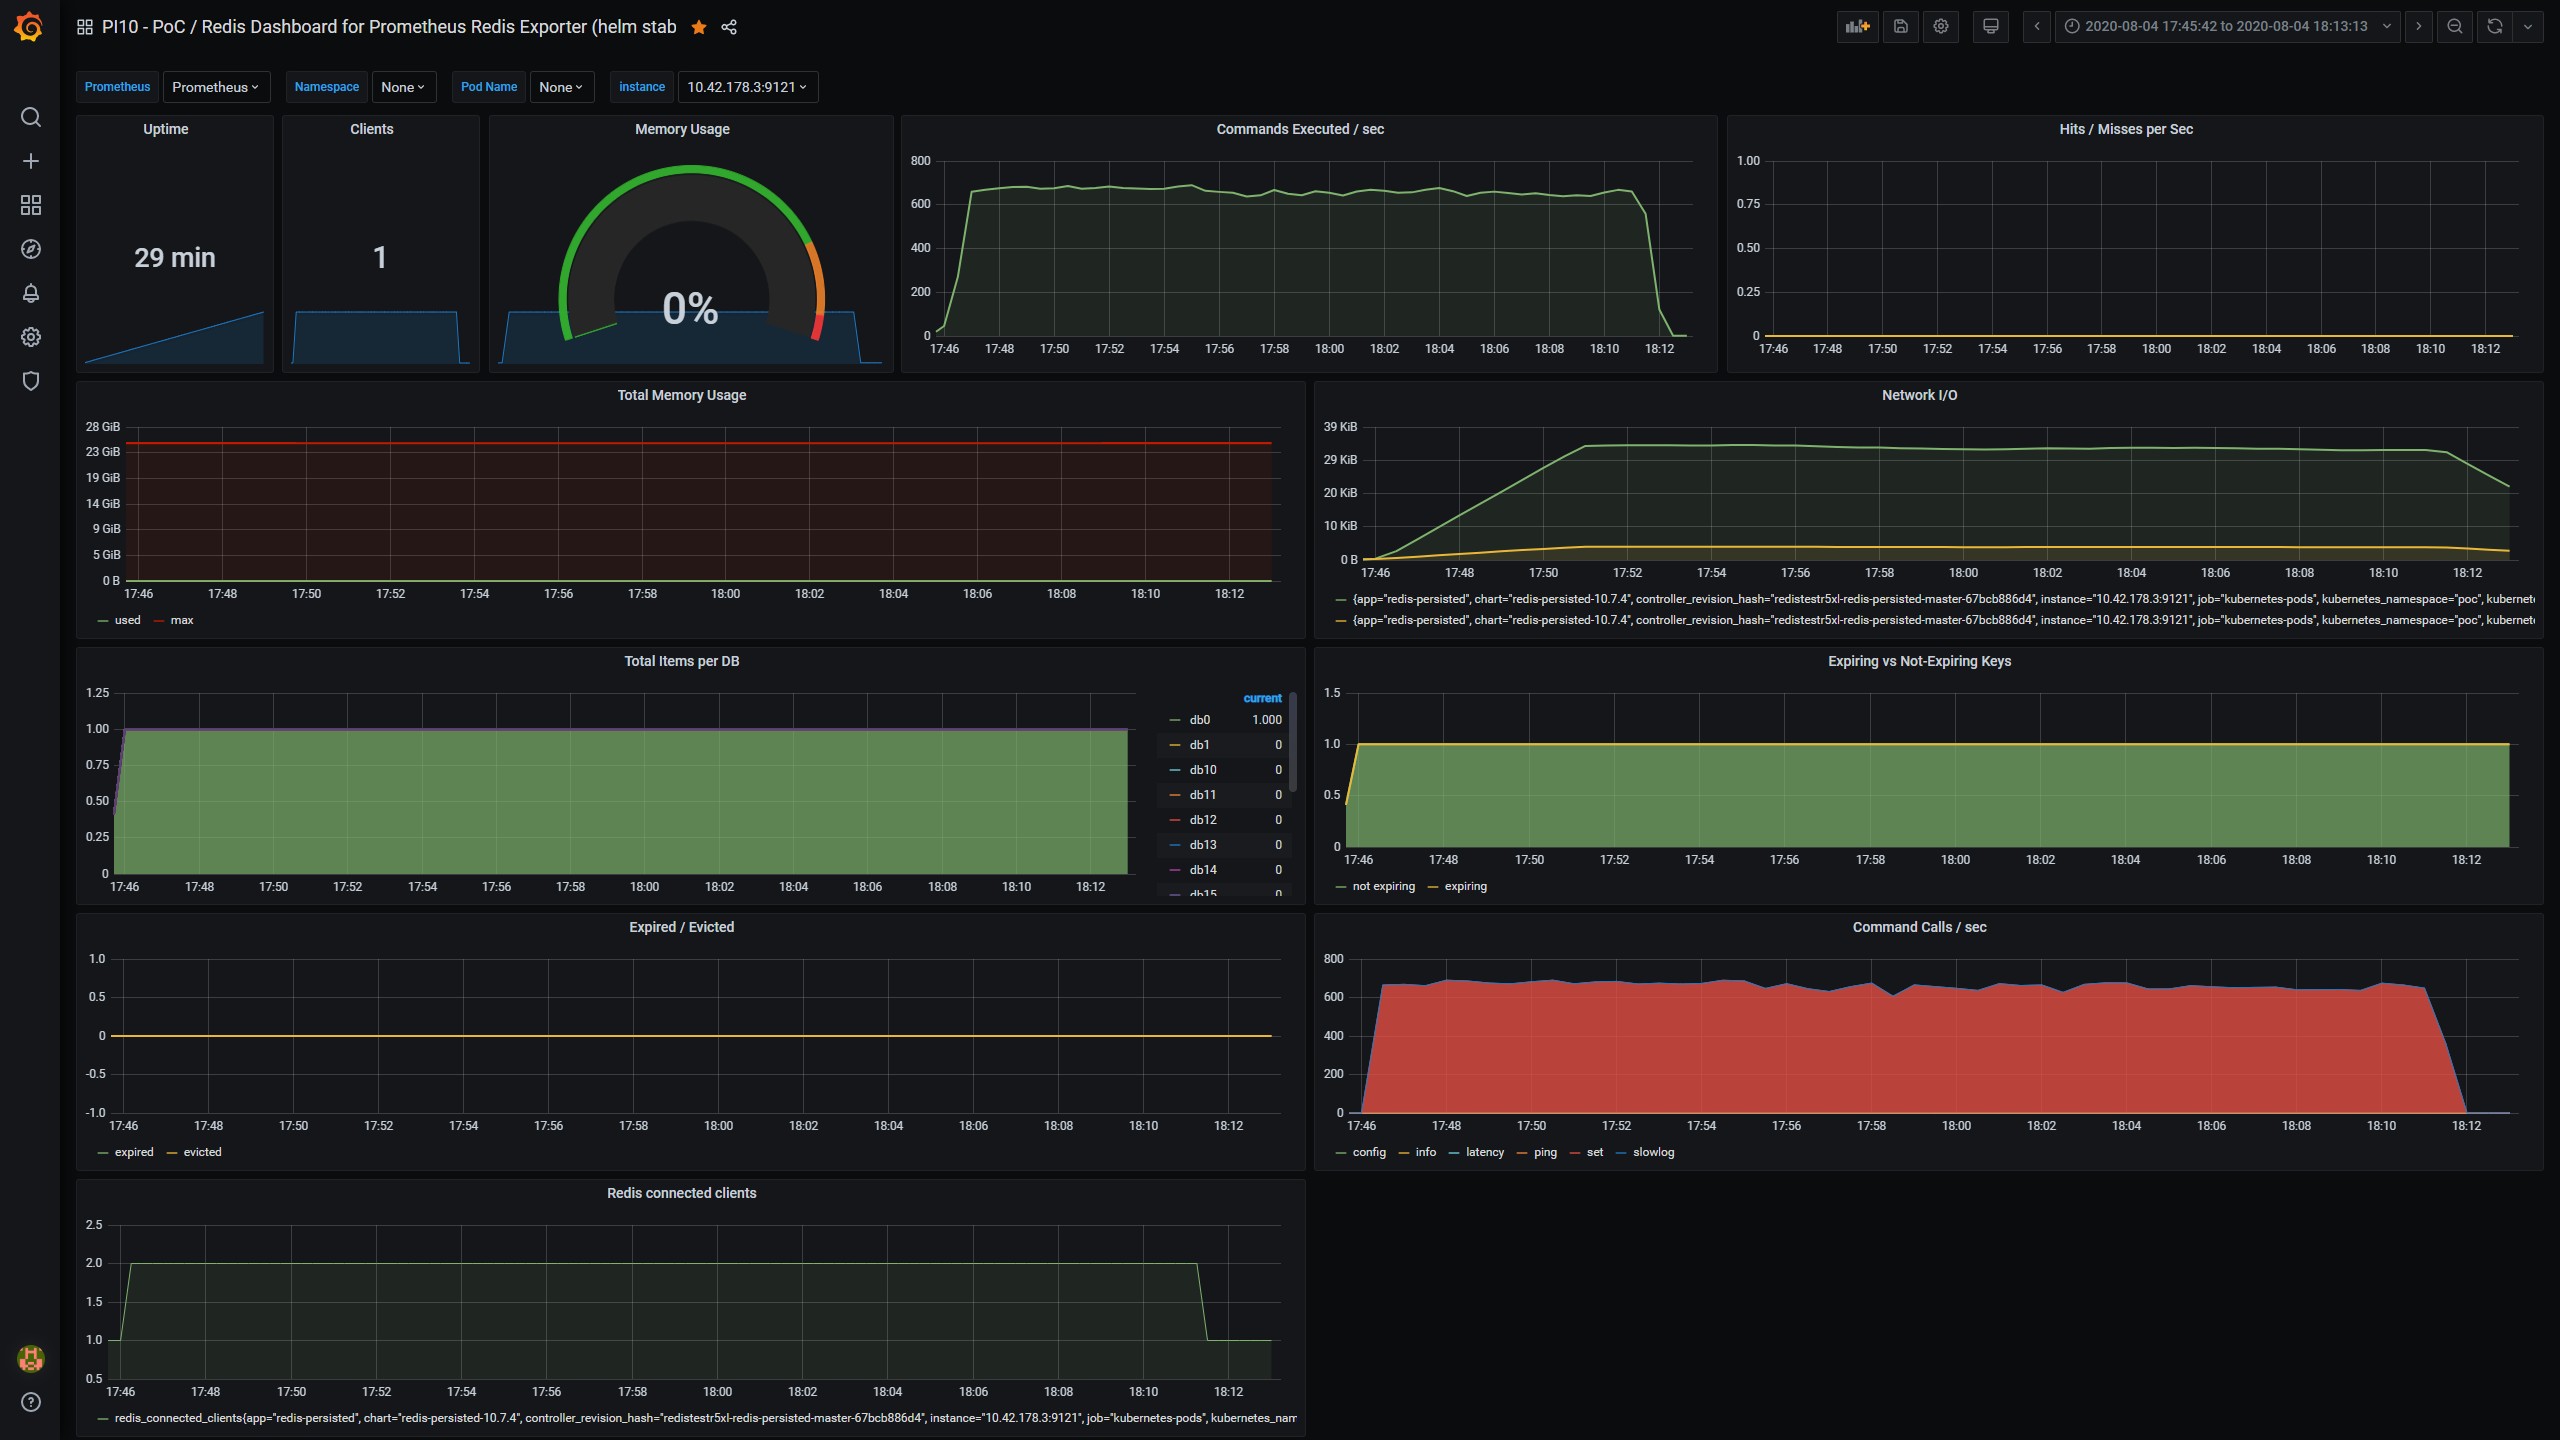 PI10 - PoC / Redis Dashboard for Prometheus Redis Exporter (helm stab
2020-08-04 17:45:42 to 2020-08-04 18:13:13
Prometheus Prometheus Namespace None Pod Name None instance 10.42.178.3:9121
Uptime
29 min
Clients
1
Memory Usage
0%
Commands Executed / sec
800
600
400
200
0
17:46 17:48 17:50 17:52 17:54 17:56 17:58 18:00 18:02 18:04 18:06 18:08 18:10 18:12
Hits / Misses per Sec
1.00
0.75
0.50
0.25
0
17:46 17:48 17:50 17:52 17:54 17:56 17:58 18:00 18:02 18:04 18:06 18:08 18:10 18:12
Total Memory Usage
28 GiB
23 GiB
19 GiB
14 GiB
9 GiB
5 GiB
0 B
17:46 17:48 17:50 17:52 17:54 17:56 17:58 18:00 18:02 18:04 18:06 18:08 18:10 18:12
used max
Network I/O
39 KiB
29 KiB
20 KiB
10 KiB
0 B
17:46 17:48 17:50 17:52 17:54 17:56 17:58 18:00 18:02 18:04 18:06 18:08 18:10 18:12
{app="redis-persisted", chart="redis-persisted-10.7.4", controller_revision_hash="redistestr5xl-redis-persisted-master-67bcb886d4", instance="10.42.178.3:9121", job="kubernetes-pods", kubernetes_namespace="poc", kubernet
{app="redis-persisted", chart="redis-persisted-10.7.4", controller_revision_hash="redistestr5xl-redis-persisted-master-67bcb886d4", instance="10.42.178.3:9121", job="kubernetes-pods", kubernetes_namespace="poc", kubernet
Total Items per DB
1.25
1.00
0.75
0.50
0.25
0
17:46 17:48 17:50 17:52 17:54 17:56 17:58 18:00 18:02 18:04 18:06 18:08 18:10 18:12
current
db0 1.000
db1 0
db10 0
db11 0
db12 0
db13 0
db14 0
db15 0
Expiring vs Not-Expiring Keys
1.5
1.0
0.5
0
17:46 17:48 17:50 17:52 17:54 17:56 17:58 18:00 18:02 18:04 18:06 18:08 18:10 18:12
not expiring expiring
Expired / Evicted
1.0
0.5
0
-0.5
-1.0
17:46 17:48 17:50 17:52 17:54 17:56 17:58 18:00 18:02 18:04 18:06 18:08 18:10 18:12
expired evicted
Command Calls / sec
800
600
400
200
0
17:46 17:48 17:50 17:52 17:54 17:56 17:58 18:00 18:02 18:04 18:06 18:08 18:10 18:12
config info latency ping set slowlog
Redis connected clients
2.5
2.0
1.5
1.0
0.5
17:46 17:48 17:50 17:52 17:54 17:56 17:58 18:00 18:02 18:04 18:06 18:08 18:10 18:12
redis_connected_clients{app="redis-persisted", chart="redis-persisted-10.7.4", controller_revision_hash="redistestr5xl-redis-persisted-master-67bcb886d4", instance="10.42.178.3:9121", job="kubernetes-pods", kubernetes_nam